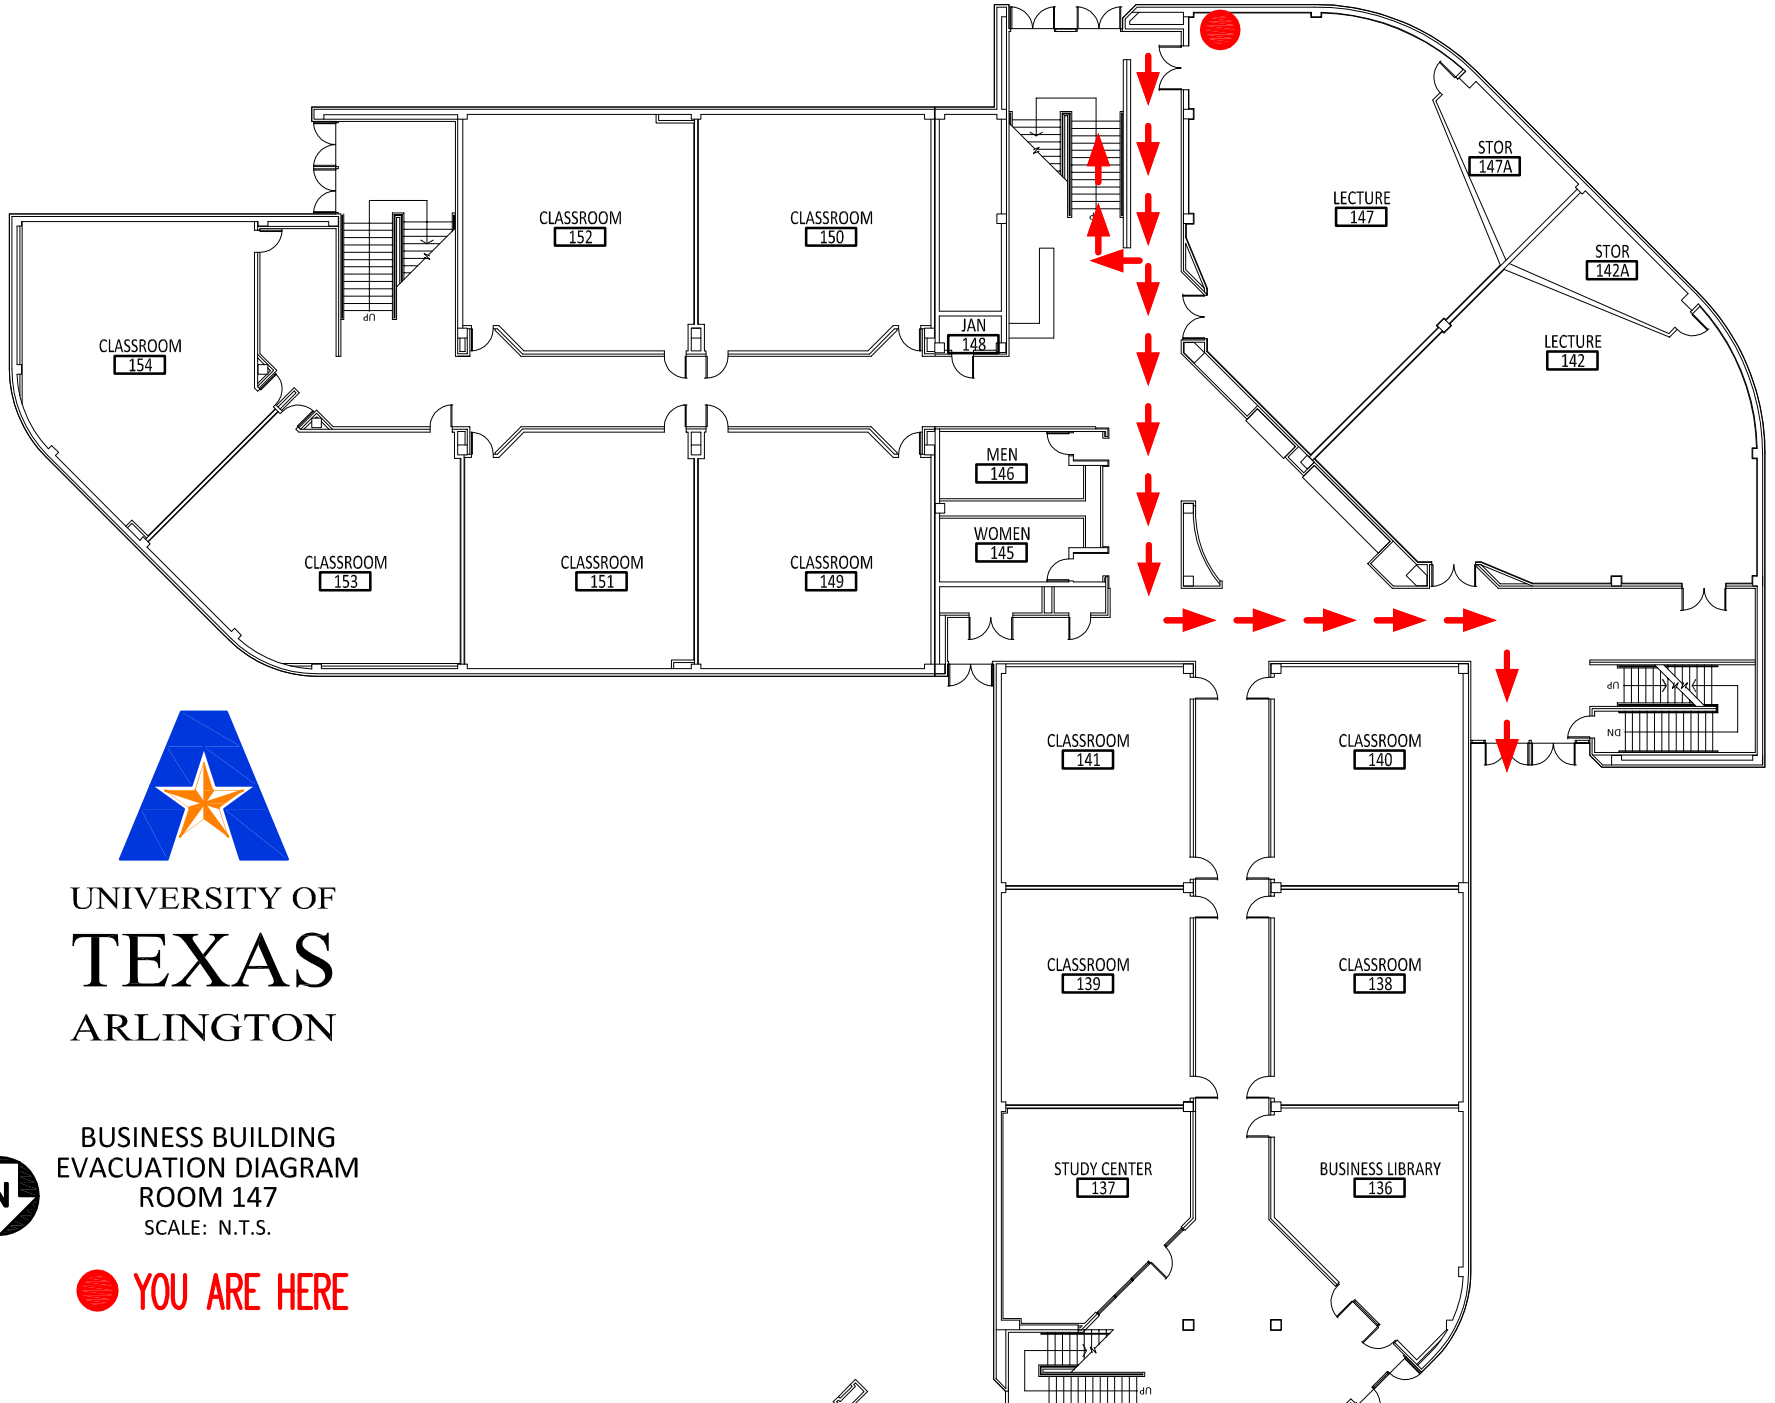 STOR
147A
LECTURE
147
CLASSROOM
152
CLASSROOM
150
STOR
142A
UP
UP
JAN
148
CLASSROOM
154
LECTURE
142
MEN
146
WOMEN
145
CLASSROOM
153
CLASSROOM
151
CLASSROOM
149
UP
DN
CLASSROOM
141
CLASSROOM
140
UNIVERSITY OF
TEXAS
ARLINGTON
CLASSROOM
139
CLASSROOM
138
N
BUSINESS BUILDING
EVACUATION DIAGRAM
ROOM 147
SCALE: N.T.S.
YOU ARE HERE
STUDY CENTER
137
BUSINESS LIBRARY
136
UP